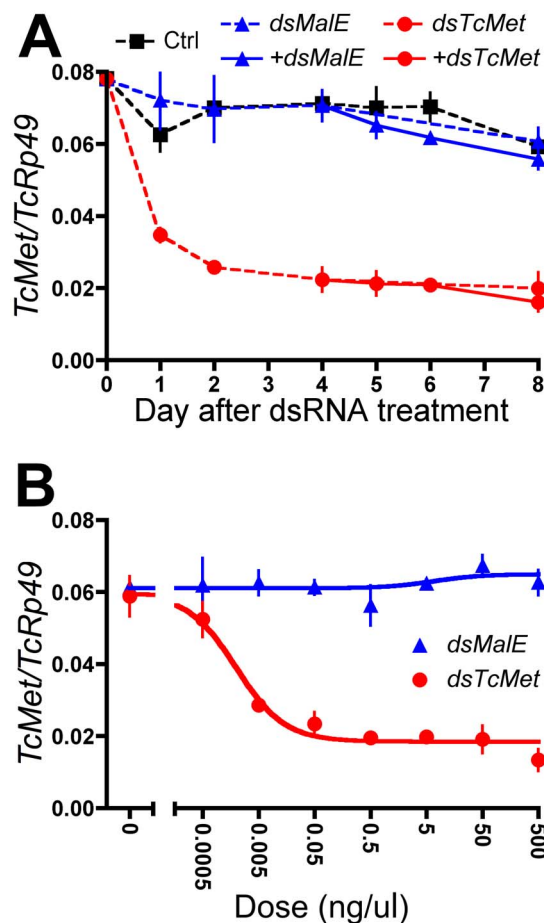 A
Ctrl
dsMalE
dsTcMet
+dsMalE
+dsTcMet
TcMet/TcRp49
0.08
0.06
0.04
0.02
0.00
0 1 2 3 4 5 6 7 8
Day after dsRNA treatment
B
TcMet/TcRp49
0.08
0.06
0.04
0.02
0.00
dsMalE
dsTcMet
0 0.0005 0.005 0.05 0.5 5 50 500
Dose (ng/ul)